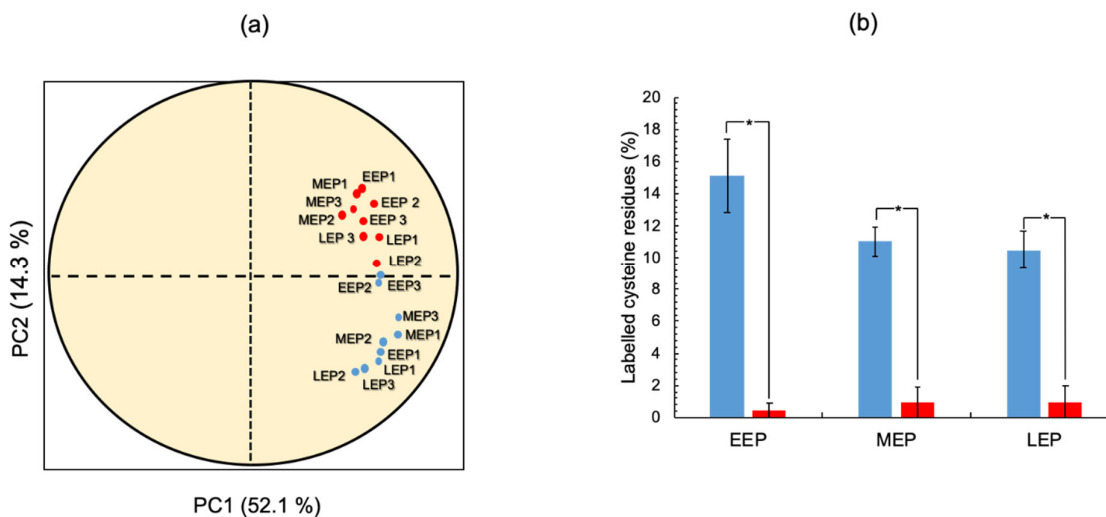 (a)
PC2 (14.3 %)
MEP1
EEP1
MEP3
EEP 2
MEP2
EEP 3
LEP 3
LEP1
LEP2
EEP2
EEP3
MEP3
MEP2
MEP1
EEP1
LEP1
LEP2
LEP3
PC1 (52.1 %)
(b)
Labelled cysteine residues (%)
20
18
16
14
12
10
8
6
4
2
0
*
*
*
EEP
MEP
LEP